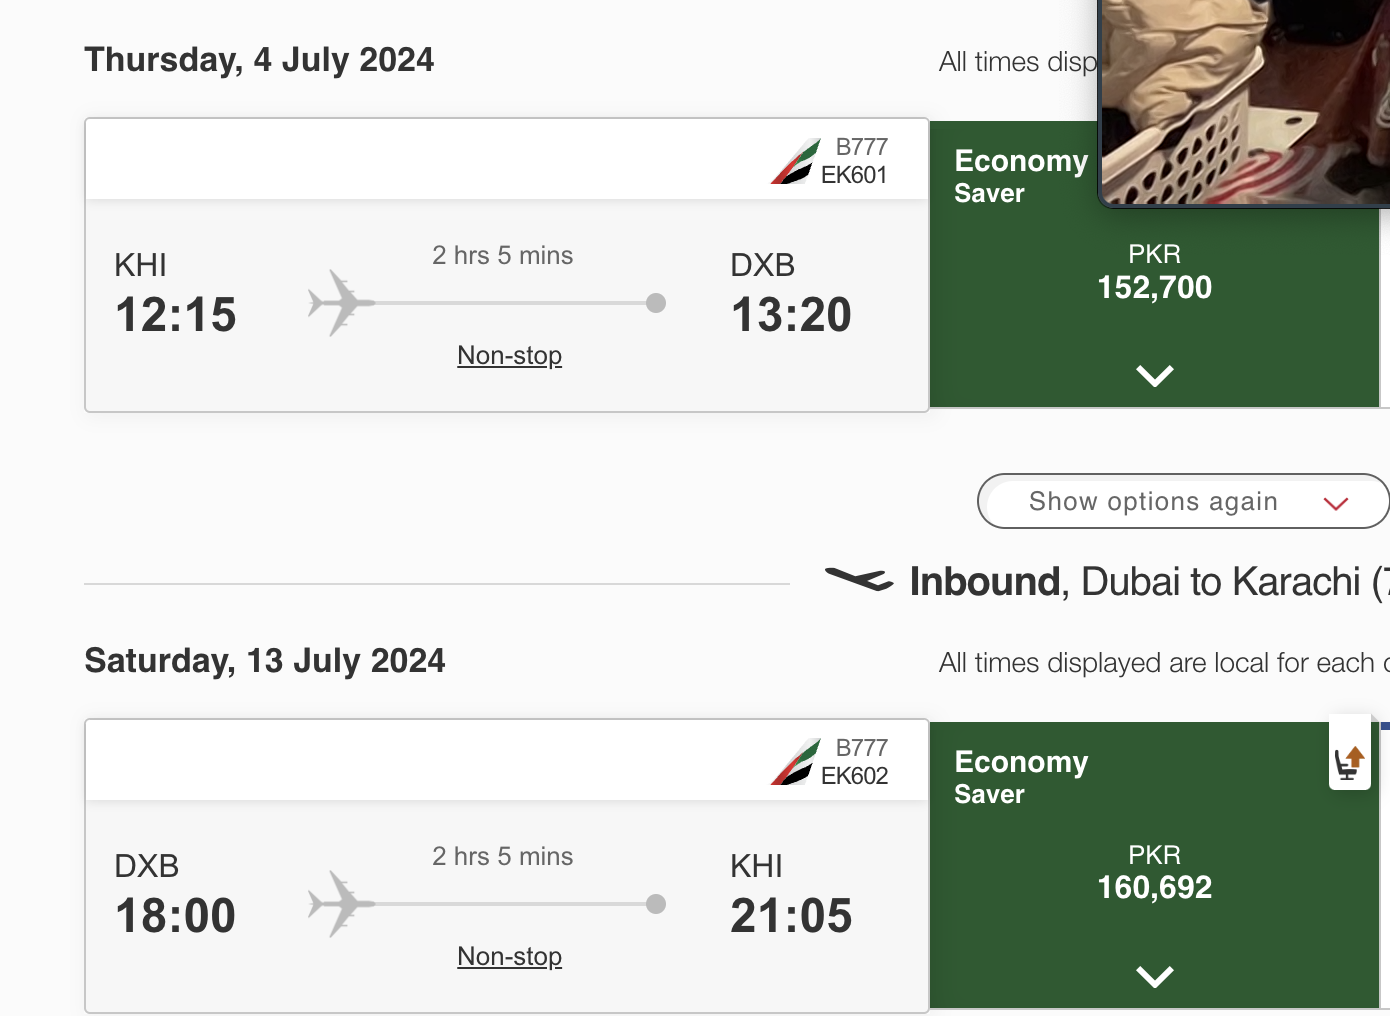 Thursday, 4 July 2024
All times disp
B777
EK601
Economy
Saver
KHI
12:15
2 hrs 5 mins
Non-stop
DXB
13:20
PKR
152,700
Show options again
Inbound, Dubai to Karachi (
Saturday, 13 July 2024
All times displayed are local for each
B777
EK602
Economy
Saver
DXB
18:00
2 hrs 5 mins
Non-stop
KHI
21:05
PKR
160,692